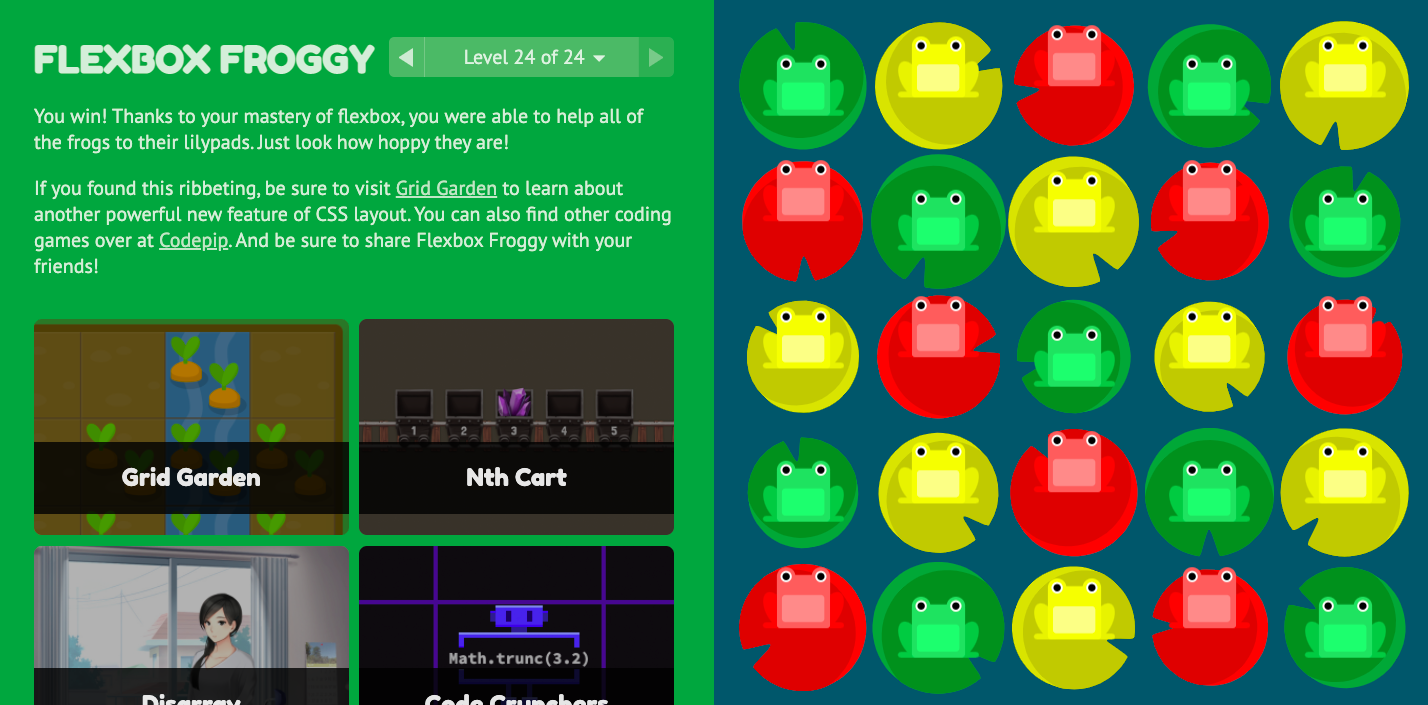 FLEXBOX FROGGY
Level 24 of 24
You win! Thanks to your mastery of flexbox, you were able to help all of
the frogs to their lilypads. Just look how hoppy they are!
If you found this ribbeting, be sure to visit Grid Garden to learn about
another powerful new feature of CSS layout. You can also find other coding
games over at Codepip. And be sure to share Flexbox Froggy with your
friends!
Grid Garden
1 2 3 4 5
Nth Cart
Disarray
Math.trunc(3.2)
Code Crunchers